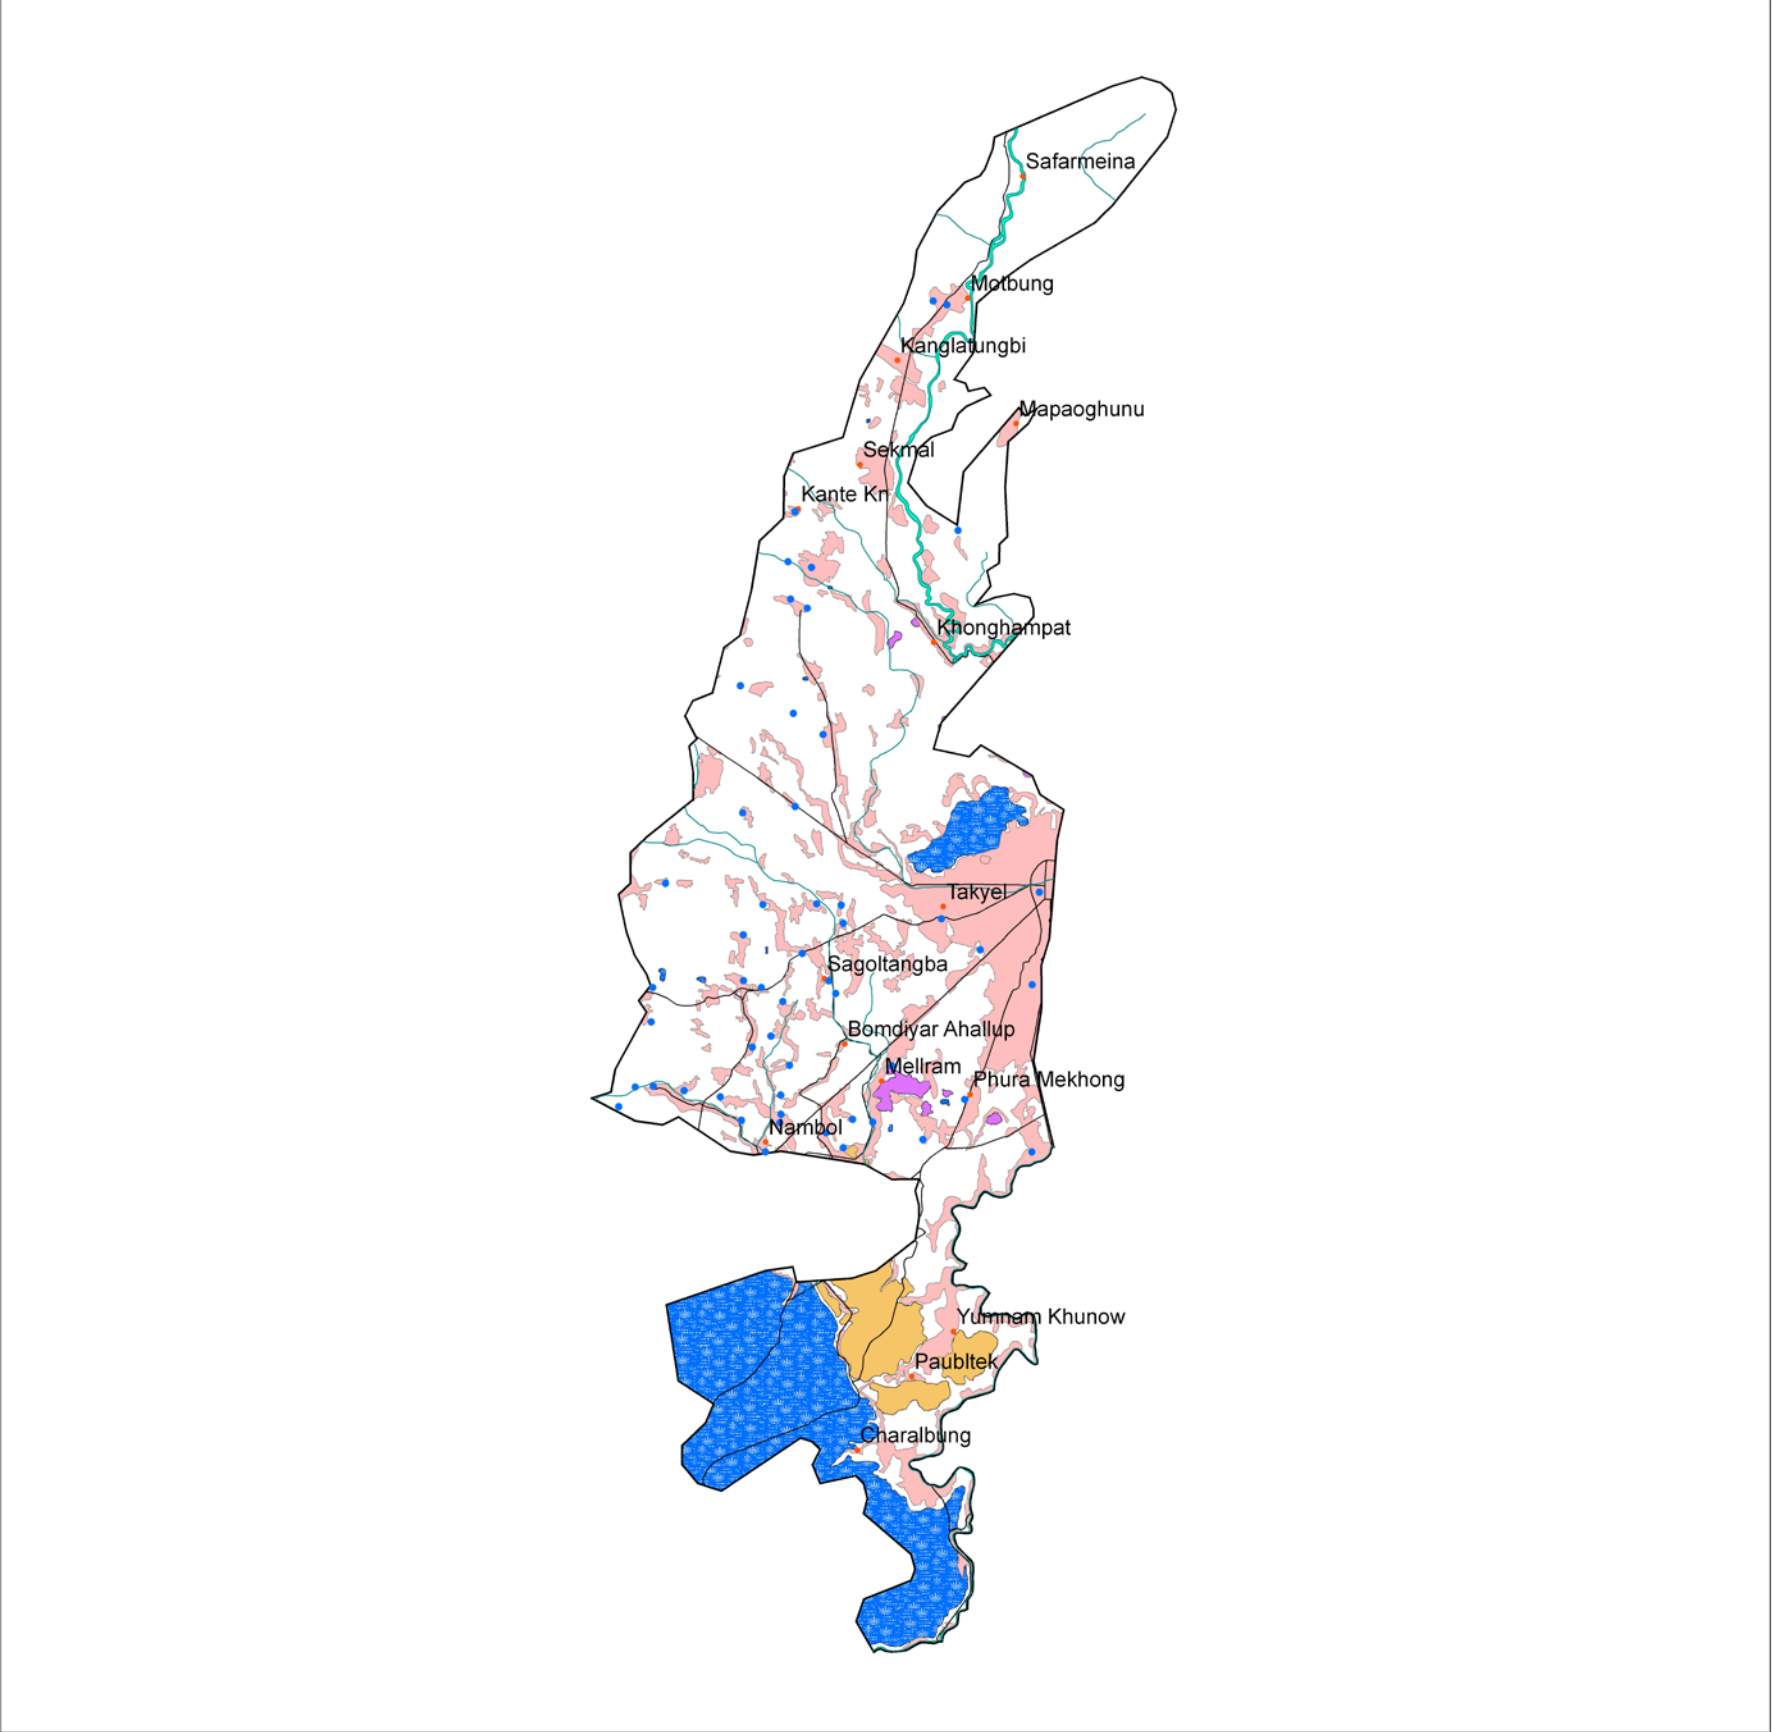 Safarmeina
Motbung
Kanglatungbi
Mapaoghunu
Sekmal
Kante Kn
Khonghampat
Takyel
Sagoltangba
Bomdiyar Ahallup
Mellram
Phura Mekhong
Nambol
Yumnam Khunow
Paubltek
Charalbung